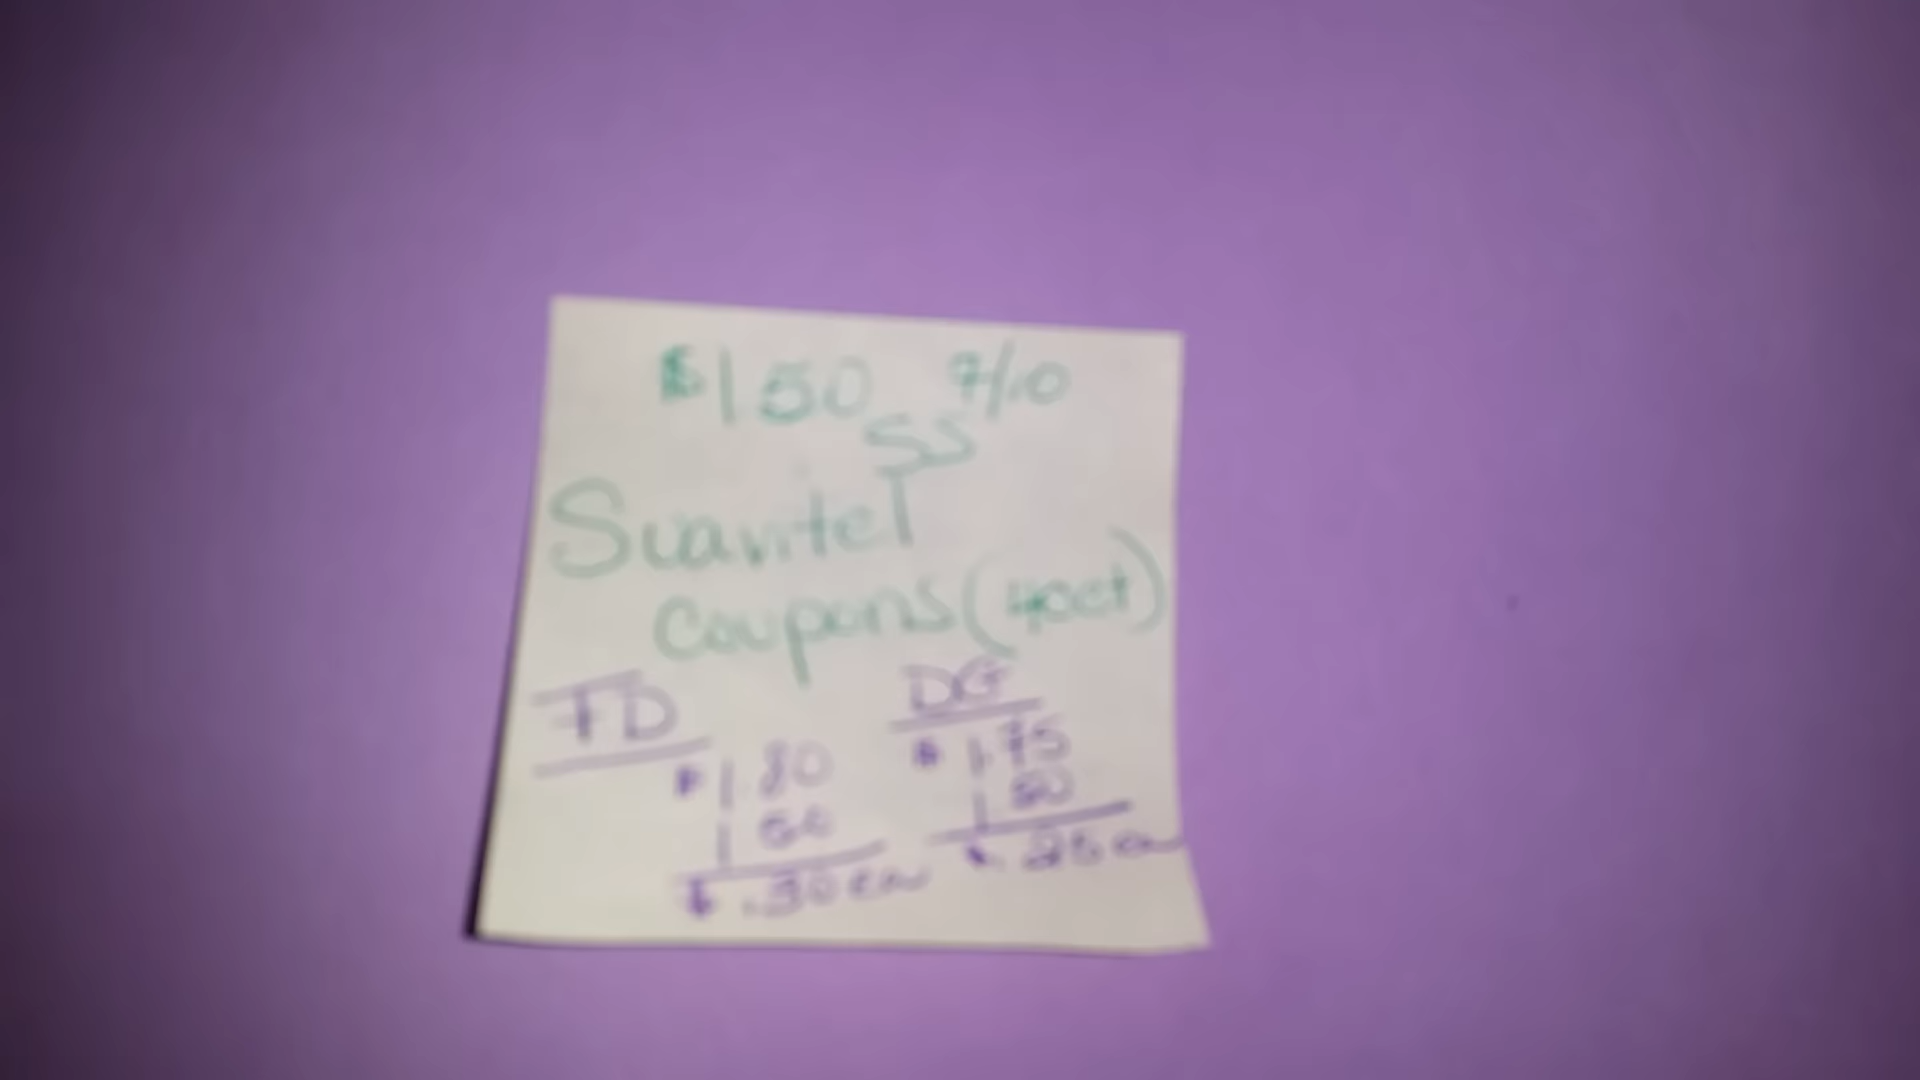 $1 50 7/10
SS
Suavitel
Coupons (40ct)
FD
$1 80
1 50
$ .30 ea
DG
$ 1.75
1 50
$ .25 ea